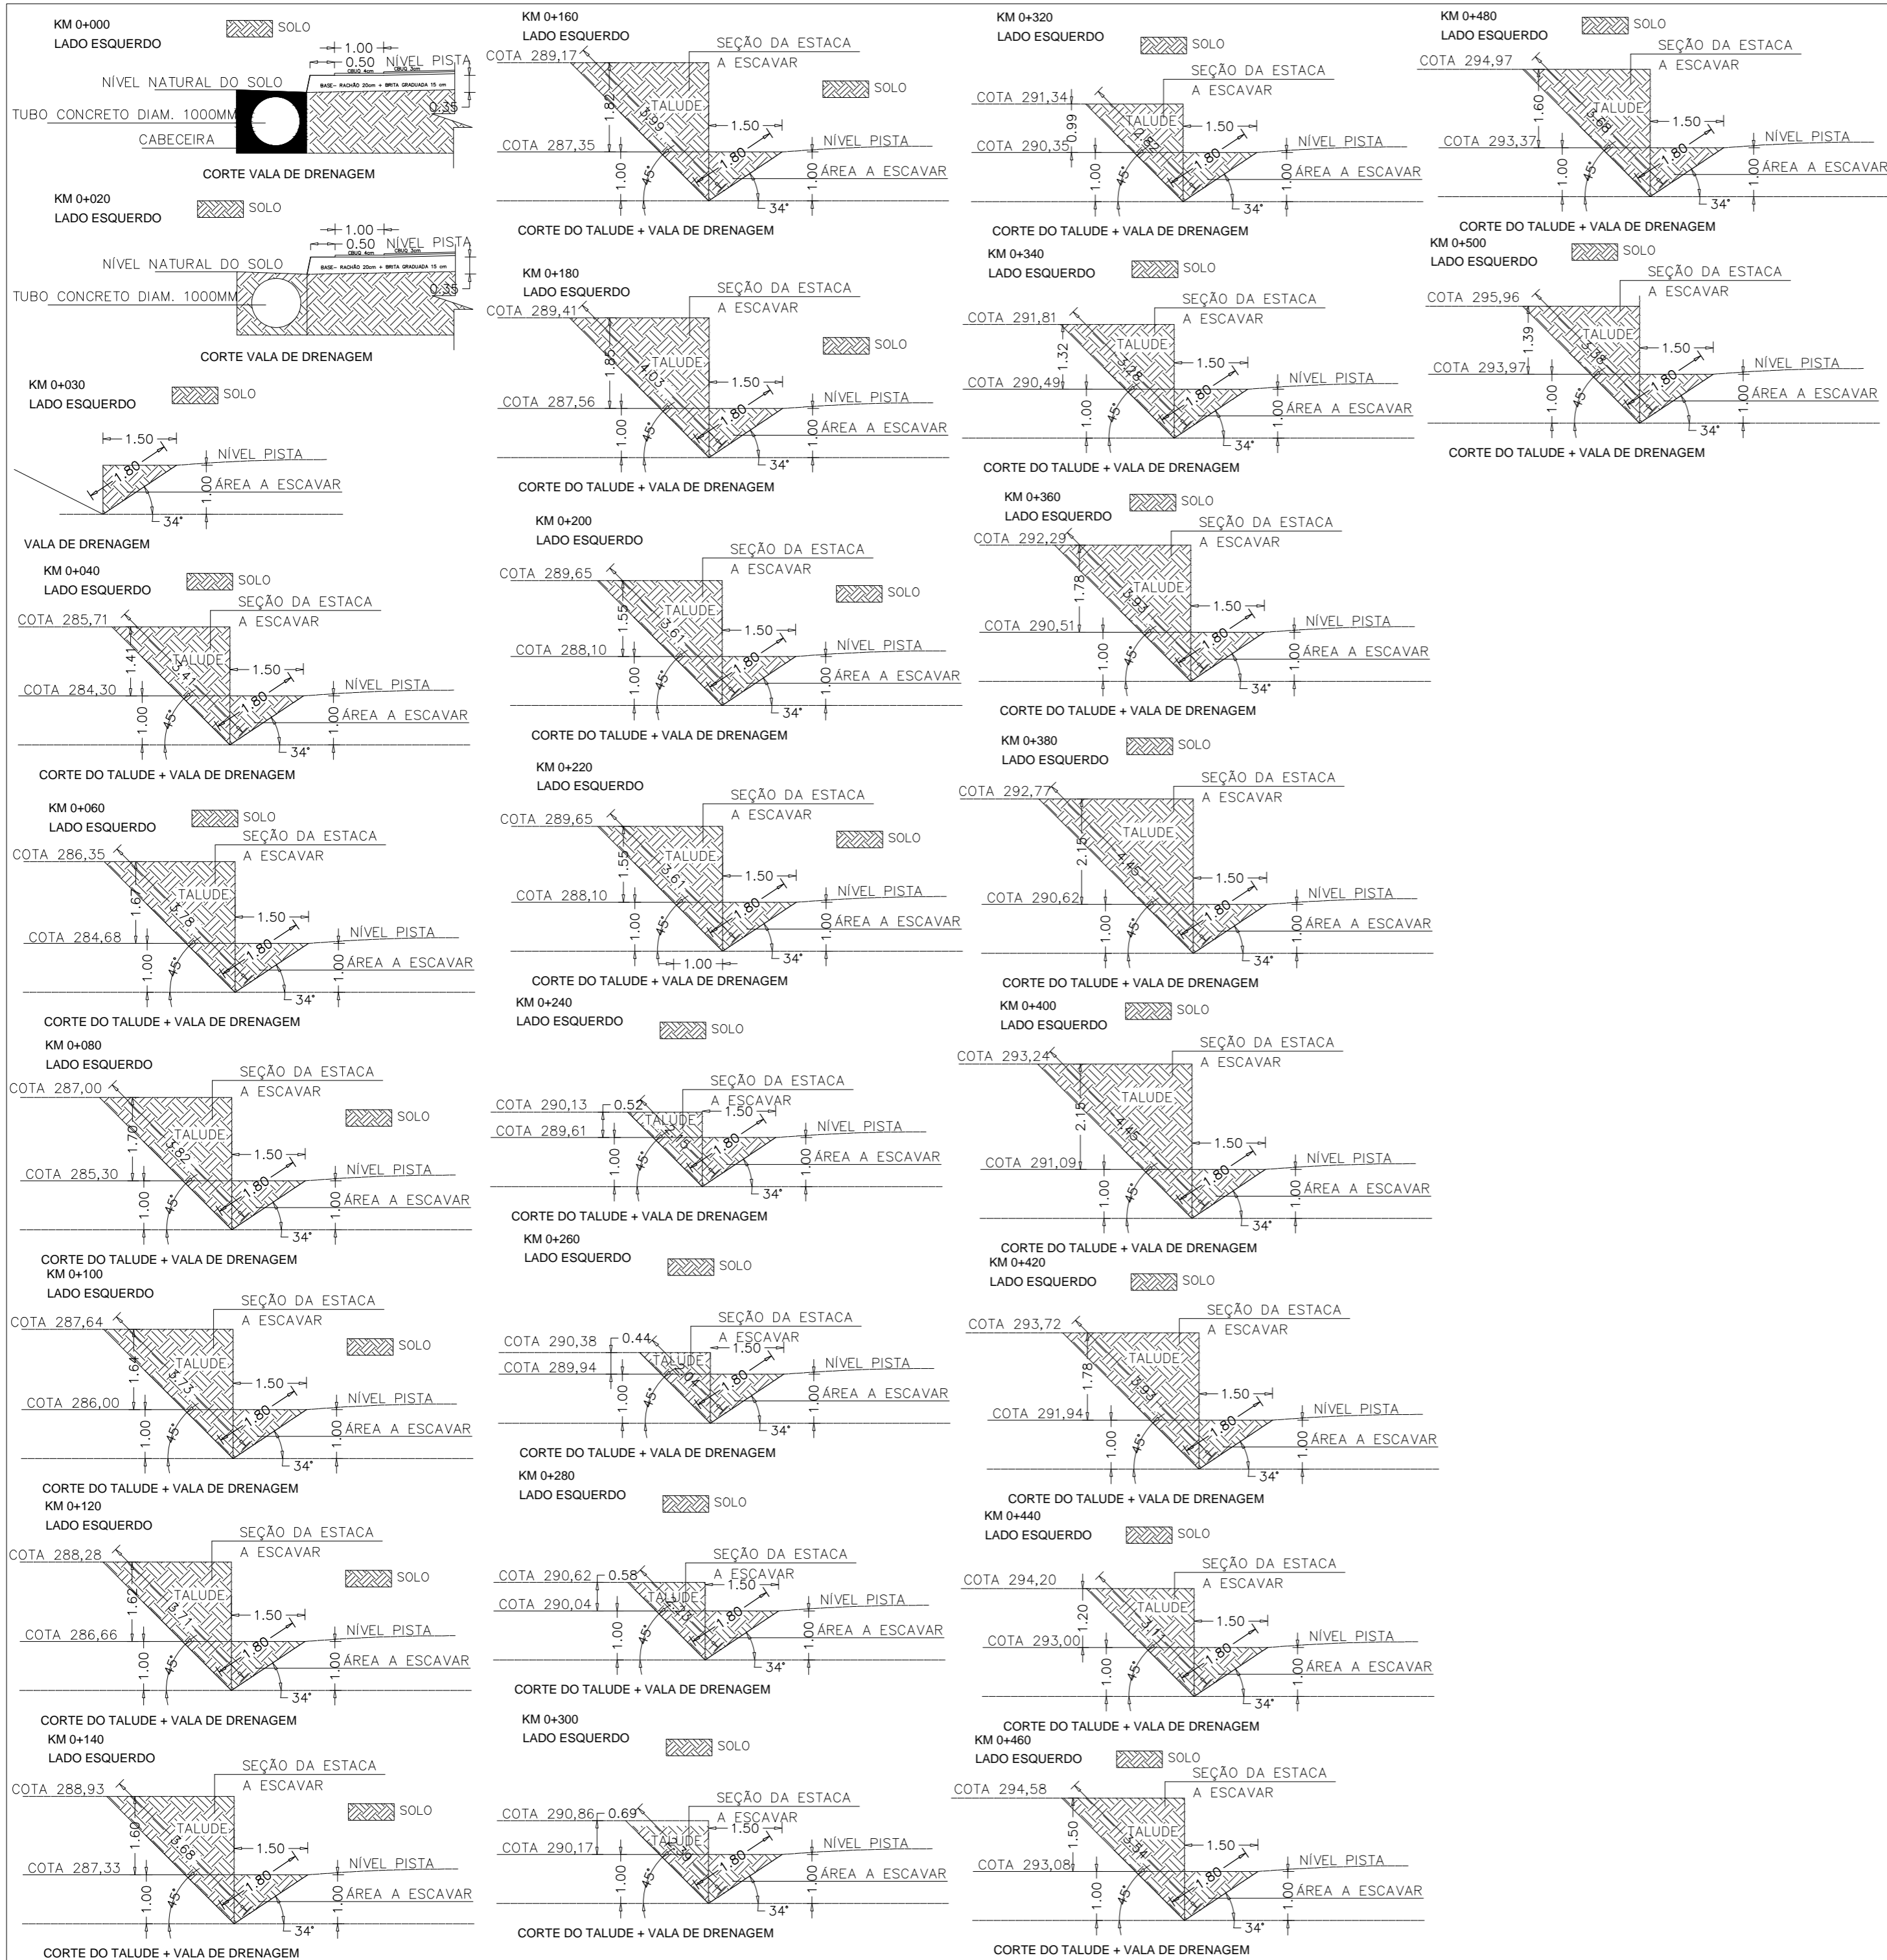 KM 0+000
LADO ESQUERDO
SOLO
1.00
0.50 NÍVEL PISTA
CBUQ 4cm CBUQ 3cm
NÍVEL NATURAL DO SOLO
BASE- RACHÃO 20cm + BRITA GRADUADA 15 cm
0.35
TUBO CONCRETO DIAM. 1000MM
CABECEIRA
CORTE VALA DE DRENAGEM
KM 0+020
LADO ESQUERDO
SOLO
1.00
0.50 NÍVEL PISTA
CBUQ 4cm CBUQ 3cm
NÍVEL NATURAL DO SOLO
BASE- RACHÃO 20cm + BRITA GRADUADA 15 cm
0.35
TUBO CONCRETO DIAM. 1000MM
CORTE VALA DE DRENAGEM
KM 0+030
LADO ESQUERDO
SOLO
1.50
NÍVEL PISTA
1.80
ÁREA A ESCAVAR
1.00
34°
VALA DE DRENAGEM
KM 0+040
LADO ESQUERDO
SOLO
SEÇÃO DA ESTACA
A ESCAVAR
COTA 285,71
1.41
TALUDE
3.41
1.50
COTA 284,30
NÍVEL PISTA
1.80
1.00
45°
ÁREA A ESCAVAR
1.00
34°
CORTE DO TALUDE + VALA DE DRENAGEM
KM 0+060
LADO ESQUERDO
SOLO
SEÇÃO DA ESTACA
A ESCAVAR
COTA 286,35
1.67
TALUDE
3.78
1.50
COTA 284,68
NÍVEL PISTA
1.80
1.00
45°
ÁREA A ESCAVAR
1.00
34°
CORTE DO TALUDE + VALA DE DRENAGEM
KM 0+080
LADO ESQUERDO
SEÇÃO DA ESTACA
A ESCAVAR
COTA 287,00
SOLO
1.70
TALUDE
3.82
1.50
COTA 285,30
NÍVEL PISTA
1.80
1.00
45°
ÁREA A ESCAVAR
1.00
34°
CORTE DO TALUDE + VALA DE DRENAGEM
KM 0+100
LADO ESQUERDO
SEÇÃO DA ESTACA
A ESCAVAR
COTA 287,64
SOLO
1.64
TALUDE
3.73
1.50
COTA 286,00
NÍVEL PISTA
1.80
1.00
45°
ÁREA A ESCAVAR
1.00
34°
CORTE DO TALUDE + VALA DE DRENAGEM
KM 0+120
LADO ESQUERDO
SEÇÃO DA ESTACA
A ESCAVAR
COTA 288,28
SOLO
1.62
TALUDE
3.71
1.50
COTA 286,66
NÍVEL PISTA
1.80
1.00
45°
ÁREA A ESCAVAR
1.00
34°
CORTE DO TALUDE + VALA DE DRENAGEM
KM 0+140
LADO ESQUERDO
SEÇÃO DA ESTACA
A ESCAVAR
COTA 288,93
SOLO
1.60
TALUDE
3.68
1.50
COTA 287,33
NÍVEL PISTA
1.80
1.00
45°
ÁREA A ESCAVAR
1.00
34°
CORTE DO TALUDE + VALA DE DRENAGEM
KM 0+160
LADO ESQUERDO
SEÇÃO DA ESTACA
A ESCAVAR
COTA 289,17
SOLO
1.82
TALUDE
3.99
1.50
COTA 287,35
NÍVEL PISTA
1.80
1.00
45°
ÁREA A ESCAVAR
1.00
34°
CORTE DO TALUDE + VALA DE DRENAGEM
KM 0+180
LADO ESQUERDO
SEÇÃO DA ESTACA
A ESCAVAR
COTA 289,41
SOLO
1.85
TALUDE
4.03
1.50
COTA 287,56
NÍVEL PISTA
1.80
1.00
45°
ÁREA A ESCAVAR
1.00
34°
CORTE DO TALUDE + VALA DE DRENAGEM
KM 0+200
LADO ESQUERDO
SEÇÃO DA ESTACA
A ESCAVAR
COTA 289,65
SOLO
1.55
TALUDE
3.61
1.50
COTA 288,10
NÍVEL PISTA
1.80
1.00
45°
ÁREA A ESCAVAR
1.00
34°
CORTE DO TALUDE + VALA DE DRENAGEM
KM 0+220
LADO ESQUERDO
SEÇÃO DA ESTACA
A ESCAVAR
COTA 289,65
SOLO
1.55
TALUDE
3.61
1.50
COTA 288,10
NÍVEL PISTA
1.80
1.00
45°
ÁREA A ESCAVAR
1.00
34°
1.00
CORTE DO TALUDE + VALA DE DRENAGEM
KM 0+240
LADO ESQUERDO
SOLO
SEÇÃO DA ESTACA
A ESCAVAR
COTA 290,13
0.52
TALUDE
2.15
1.50
COTA 289,61
NÍVEL PISTA
1.80
1.00
45°
ÁREA A ESCAVAR
1.00
34°
CORTE DO TALUDE + VALA DE DRENAGEM
KM 0+260
LADO ESQUERDO
SOLO
SEÇÃO DA ESTACA
A ESCAVAR
COTA 290,38
0.44
TALUDE
2.04
1.50
COTA 289,94
NÍVEL PISTA
1.80
1.00
45°
ÁREA A ESCAVAR
1.00
34°
CORTE DO TALUDE + VALA DE DRENAGEM
KM 0+280
LADO ESQUERDO
SOLO
SEÇÃO DA ESTACA
A ESCAVAR
COTA 290,62
0.58
TALUDE
2.23
1.50
COTA 290,04
NÍVEL PISTA
1.80
1.00
45°
ÁREA A ESCAVAR
1.00
34°
CORTE DO TALUDE + VALA DE DRENAGEM
KM 0+300
LADO ESQUERDO
SOLO
SEÇÃO DA ESTACA
A ESCAVAR
COTA 290,86
0.69
TALUDE
2.39
1.50
COTA 290,17
NÍVEL PISTA
1.80
1.00
45°
ÁREA A ESCAVAR
1.00
34°
CORTE DO TALUDE + VALA DE DRENAGEM
KM 0+320
LADO ESQUERDO
SOLO
SEÇÃO DA ESTACA
A ESCAVAR
COTA 291,34
0.99
TALUDE
2.82
1.50
COTA 290,35
NÍVEL PISTA
1.80
1.00
45°
ÁREA A ESCAVAR
1.00
34°
CORTE DO TALUDE + VALA DE DRENAGEM
KM 0+340
LADO ESQUERDO
SOLO
SEÇÃO DA ESTACA
A ESCAVAR
COTA 291,81
1.32
TALUDE
3.28
1.50
COTA 290,49
NÍVEL PISTA
1.80
1.00
45°
ÁREA A ESCAVAR
1.00
34°
CORTE DO TALUDE + VALA DE DRENAGEM
KM 0+360
LADO ESQUERDO
SOLO
SEÇÃO DA ESTACA
A ESCAVAR
COTA 292,29
1.78
TALUDE
3.93
1.50
COTA 290,51
NÍVEL PISTA
1.80
1.00
45°
ÁREA A ESCAVAR
1.00
34°
CORTE DO TALUDE + VALA DE DRENAGEM
KM 0+380
LADO ESQUERDO
SOLO
SEÇÃO DA ESTACA
A ESCAVAR
COTA 292,77
2.15
TALUDE
4.45
1.50
COTA 290,62
NÍVEL PISTA
1.80
1.00
45°
ÁREA A ESCAVAR
1.00
34°
CORTE DO TALUDE + VALA DE DRENAGEM
KM 0+400
LADO ESQUERDO
SOLO
SEÇÃO DA ESTACA
A ESCAVAR
COTA 293,24
2.15
TALUDE
4.45
1.50
COTA 291,09
NÍVEL PISTA
1.80
1.00
45°
ÁREA A ESCAVAR
1.00
34°
CORTE DO TALUDE + VALA DE DRENAGEM
KM 0+420
LADO ESQUERDO
SOLO
SEÇÃO DA ESTACA
A ESCAVAR
COTA 293,72
1.78
TALUDE
3.93
1.50
COTA 291,94
NÍVEL PISTA
1.80
1.00
45°
ÁREA A ESCAVAR
1.00
34°
CORTE DO TALUDE + VALA DE DRENAGEM
KM 0+440
LADO ESQUERDO
SOLO
SEÇÃO DA ESTACA
A ESCAVAR
COTA 294,20
1.20
TALUDE
3.11
1.50
COTA 293,00
NÍVEL PISTA
1.80
1.00
45°
ÁREA A ESCAVAR
1.00
34°
CORTE DO TALUDE + VALA DE DRENAGEM
KM 0+460
LADO ESQUERDO
SOLO
SEÇÃO DA ESTACA
A ESCAVAR
COTA 294,58
1.50
TALUDE
3.54
1.50
COTA 293,08
NÍVEL PISTA
1.80
1.00
45°
ÁREA A ESCAVAR
1.00
34°
CORTE DO TALUDE + VALA DE DRENAGEM
KM 0+480
LADO ESQUERDO
SOLO
SEÇÃO DA ESTACA
A ESCAVAR
COTA 294,97
1.60
TALUDE
3.68
1.50
COTA 293,37
NÍVEL PISTA
1.80
1.00
45°
ÁREA A ESCAVAR
1.00
34°
CORTE DO TALUDE + VALA DE DRENAGEM
KM 0+500
LADO ESQUERDO
SOLO
SEÇÃO DA ESTACA
A ESCAVAR
COTA 295,96
1.39
TALUDE
3.38
1.50
COTA 293,97
NÍVEL PISTA
1.80
1.00
45°
ÁREA A ESCAVAR
1.00
34°
CORTE DO TALUDE + VALA DE DRENAGEM